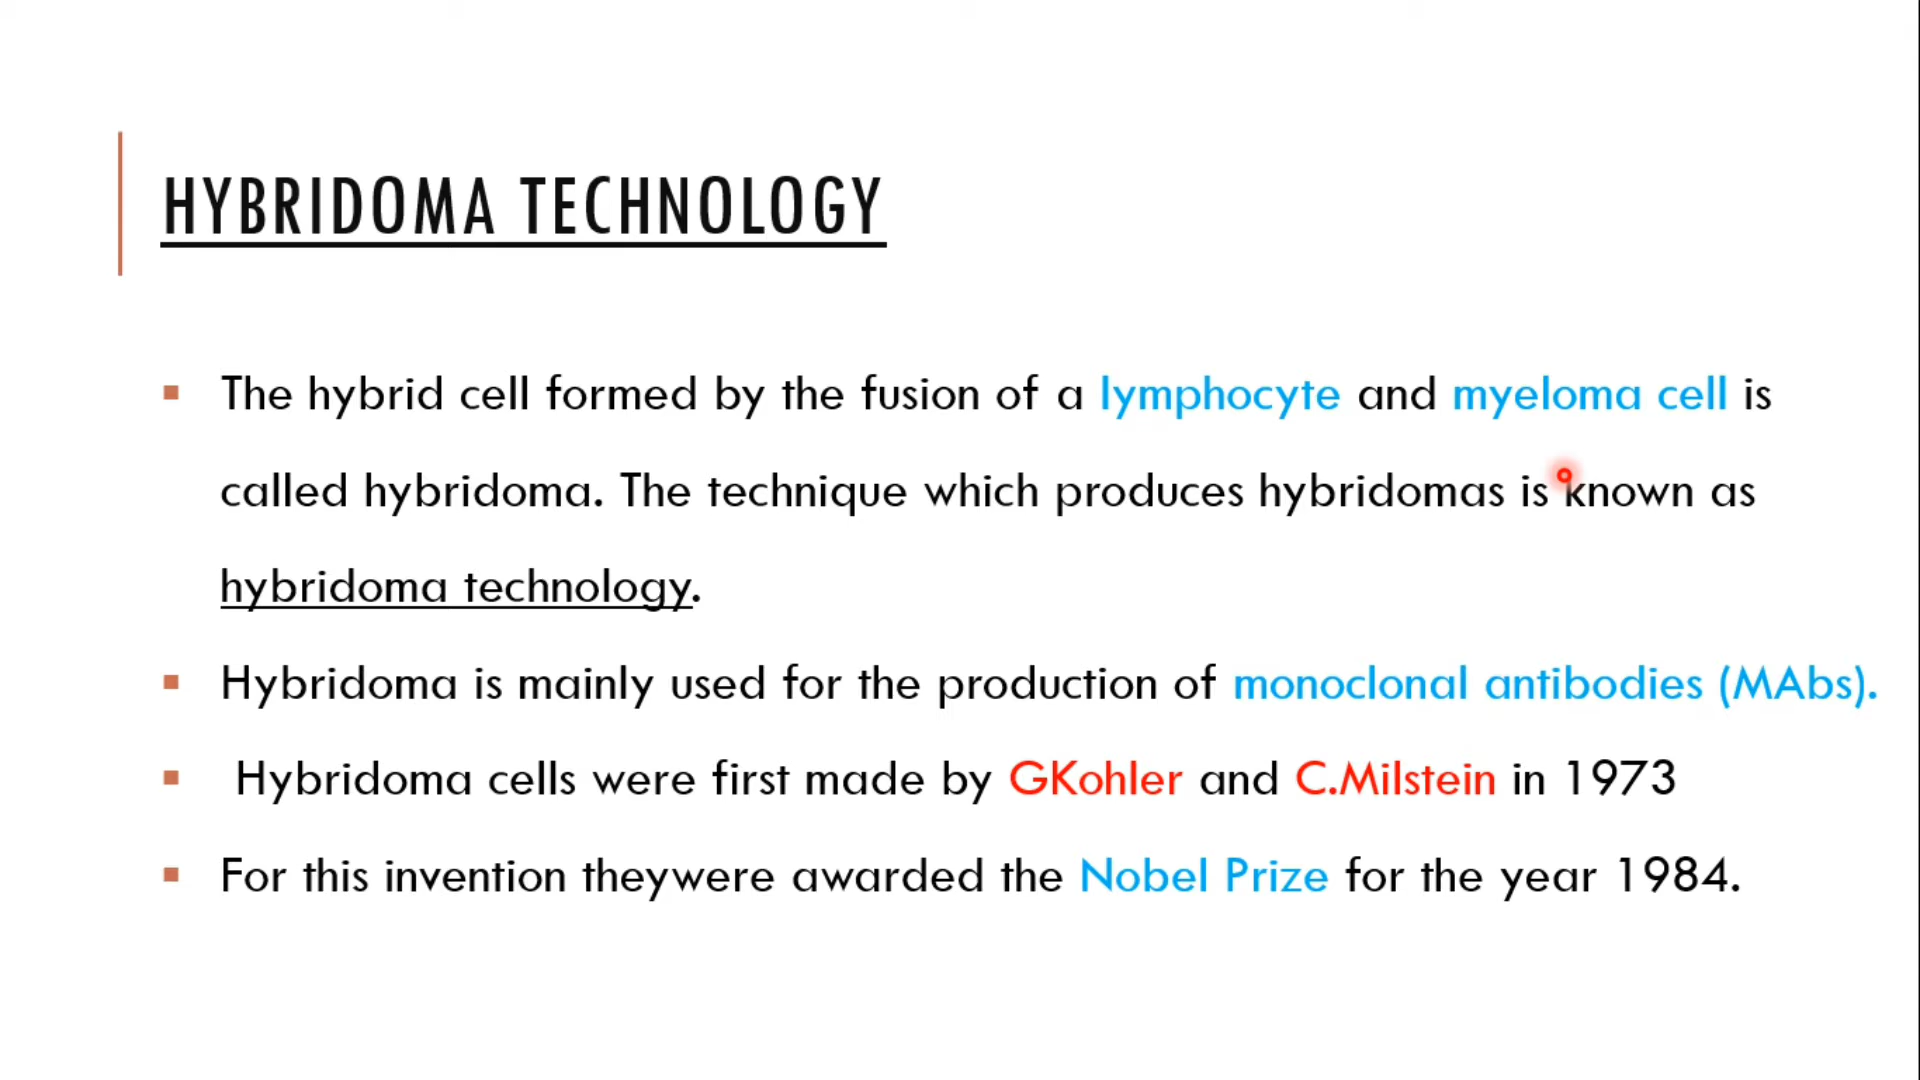 HYBRIDOMA TECHNOLOGY
The hybrid cell formed by the fusion of a lymphocyte and myeloma cell is
called hybridoma. The technique which produces hybridomas is known as
hybridoma technology.
Hybridoma is mainly used for the production of monoclonal antibodies (MAbs).
Hybridoma cells were first made by GKohler and C.Milstein in 1973
For this invention theywere awarded the Nobel Prize for the year 1984.